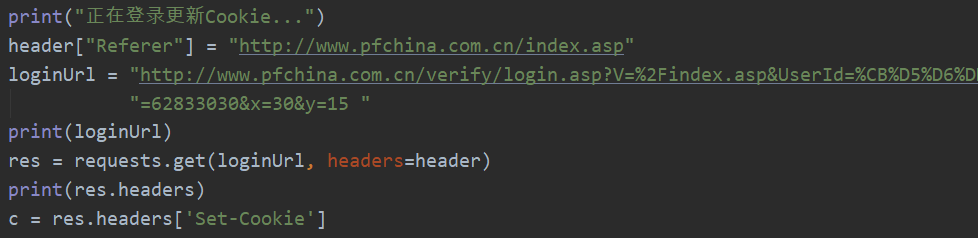 print("正在登录更新Cookie...")
header["Referer"] = "http://www.pfchina.com.cn/index.asp"
loginUrl = "http://www.pfchina.com.cn/verify/login.asp?V=%2Findex.asp&UserId=%CB%D5%D6%D
"=62833030&x=30&y=15 "
print(loginUrl)
res = requests.get(loginUrl, headers=header)
print(res.headers)
c = res.headers['Set-Cookie']